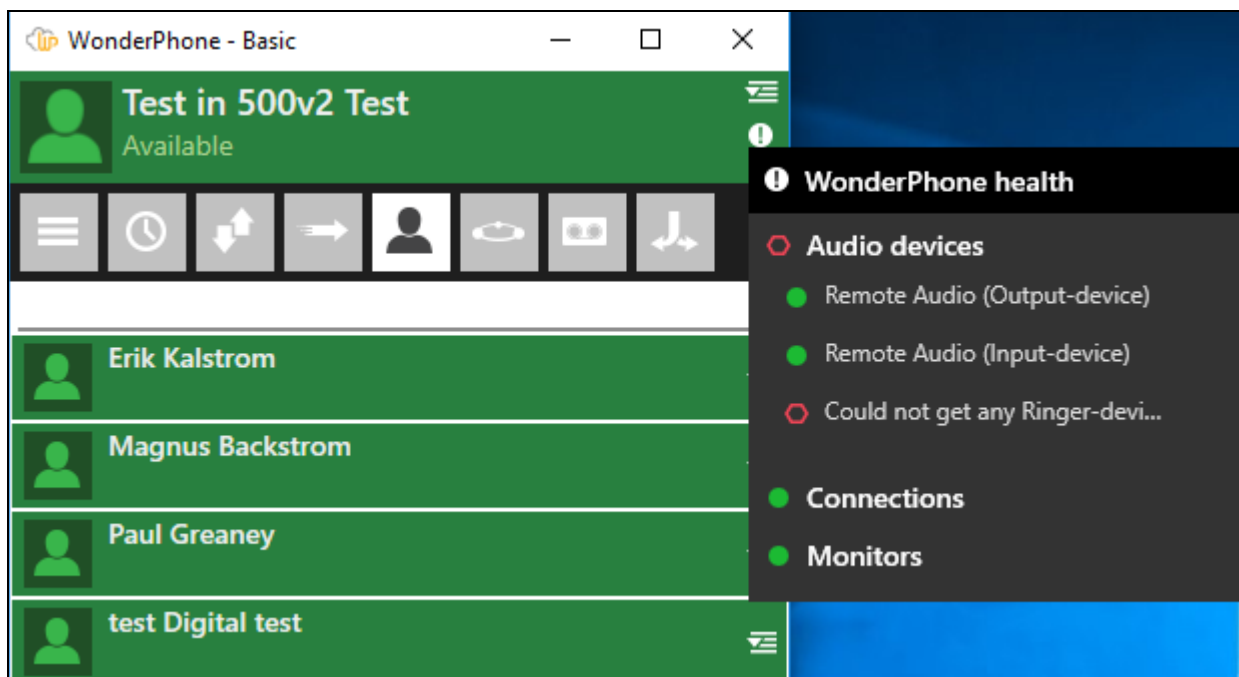 WonderPhone - Basic
Test in 500v2 Test
Available
WonderPhone health
Audio devices
Remote Audio (Output-device)
Remote Audio (Input-device)
Could not get any Ringer-devi...
Connections
Monitors
Erik Kalstrom
Magnus Backstrom
Paul Greaney
test Digital test